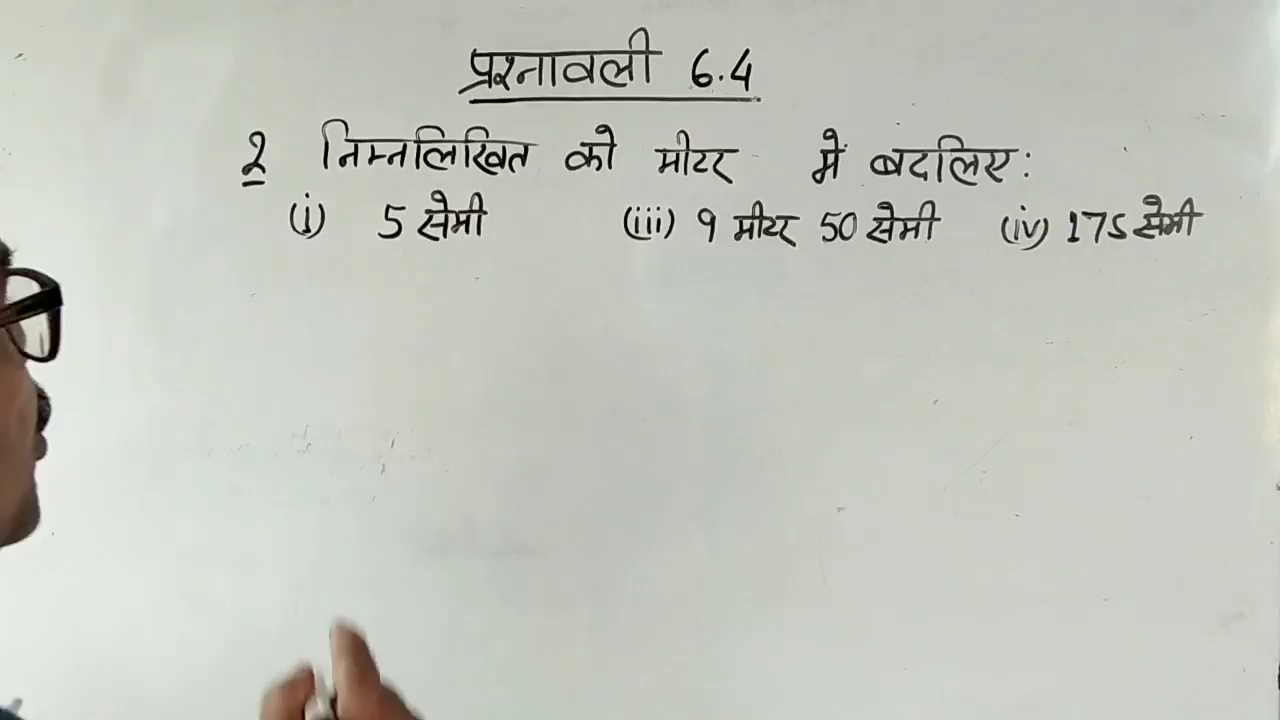 प्रश्नावली 6.4
2 निम्नलिखित को मीटर में बदलिए:
(i) 5 सेमी (iii) 9 मीटर 50 सेमी (iv) 175 सेमी